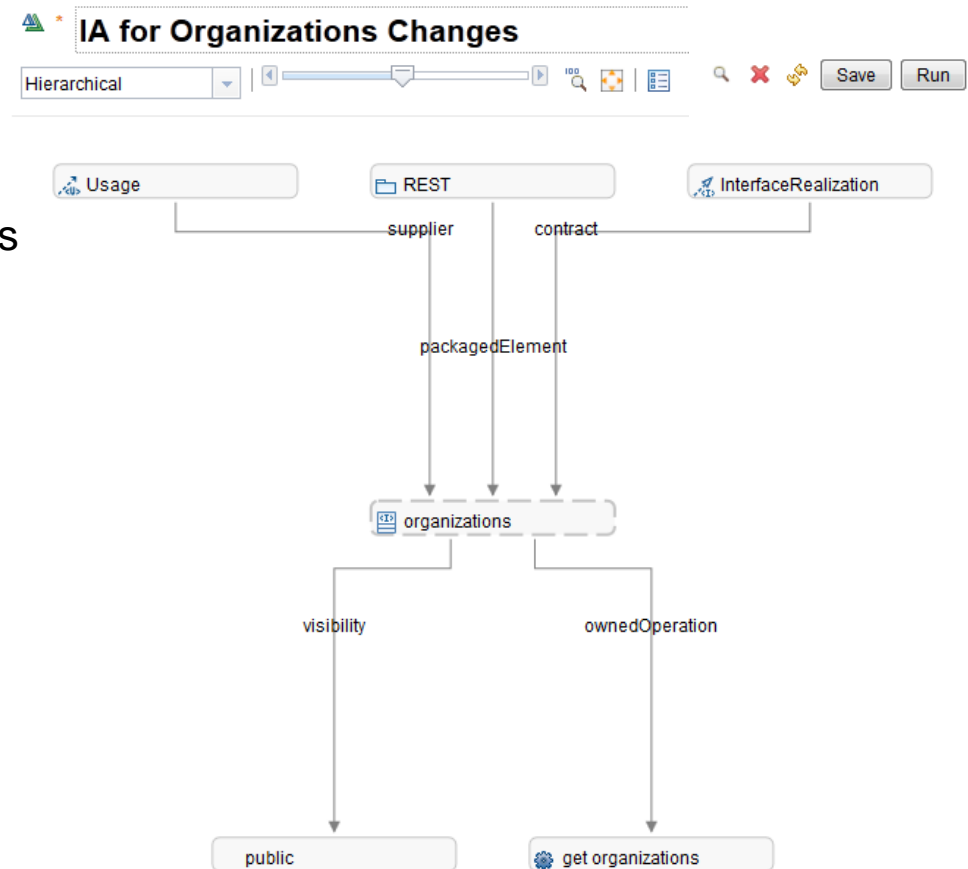 * IA for Organizations Changes
Hierarchical
100
Save
Run
Usage
REST
InterfaceRealization
s
supplier
contract
packagedElement
organizations
visibility
ownedOperation
public
get organizations